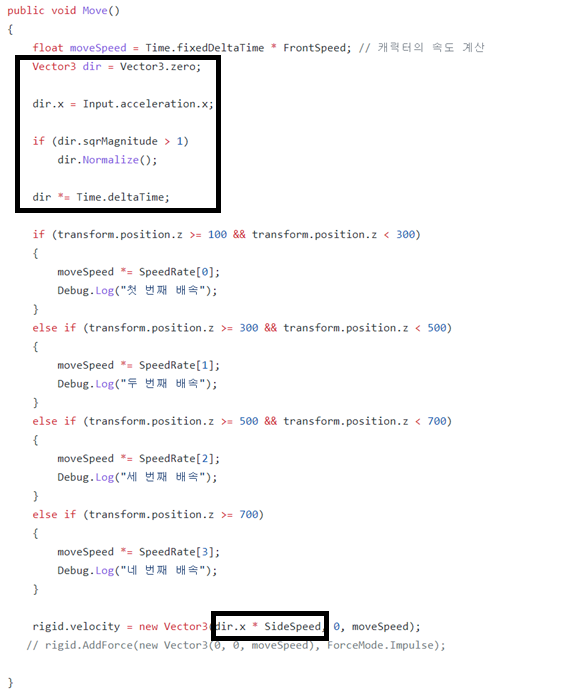 public void Move()
{
float moveSpeed = Time.fixedDeltaTime * FrontSpeed; // 캐력터의 속도 계산
Vector3 dir = Vector3.zero;
dir.x = Input.acceleration.x;
if (dir.sqrMagnitude > 1)
dir.Normalize();
dir *= Time.deltaTime;
if (transform.position.z >= 100 && transform.position.z < 300)
{
moveSpeed *= SpeedRate[0];
Debug.Log("첫 번째 배속");
}
else if (transform.position.z >= 300 && transform.position.z < 500)
{
moveSpeed *= SpeedRate[1];
Debug.Log("두 번째 배속");
}
else if (transform.position.z >= 500 && transform.position.z < 700)
{
moveSpeed *= SpeedRate[2];
Debug.Log("세 번째 배속");
}
else if (transform.position.z >= 700)
{
moveSpeed *= SpeedRate[3];
Debug.Log("네 번째 배속");
}
rigid.velocity = new Vector3(dir.x * SideSpeed, 0, moveSpeed);
// rigid.AddForce(new Vector3(0, 0, moveSpeed), ForceMode.Impulse);
}